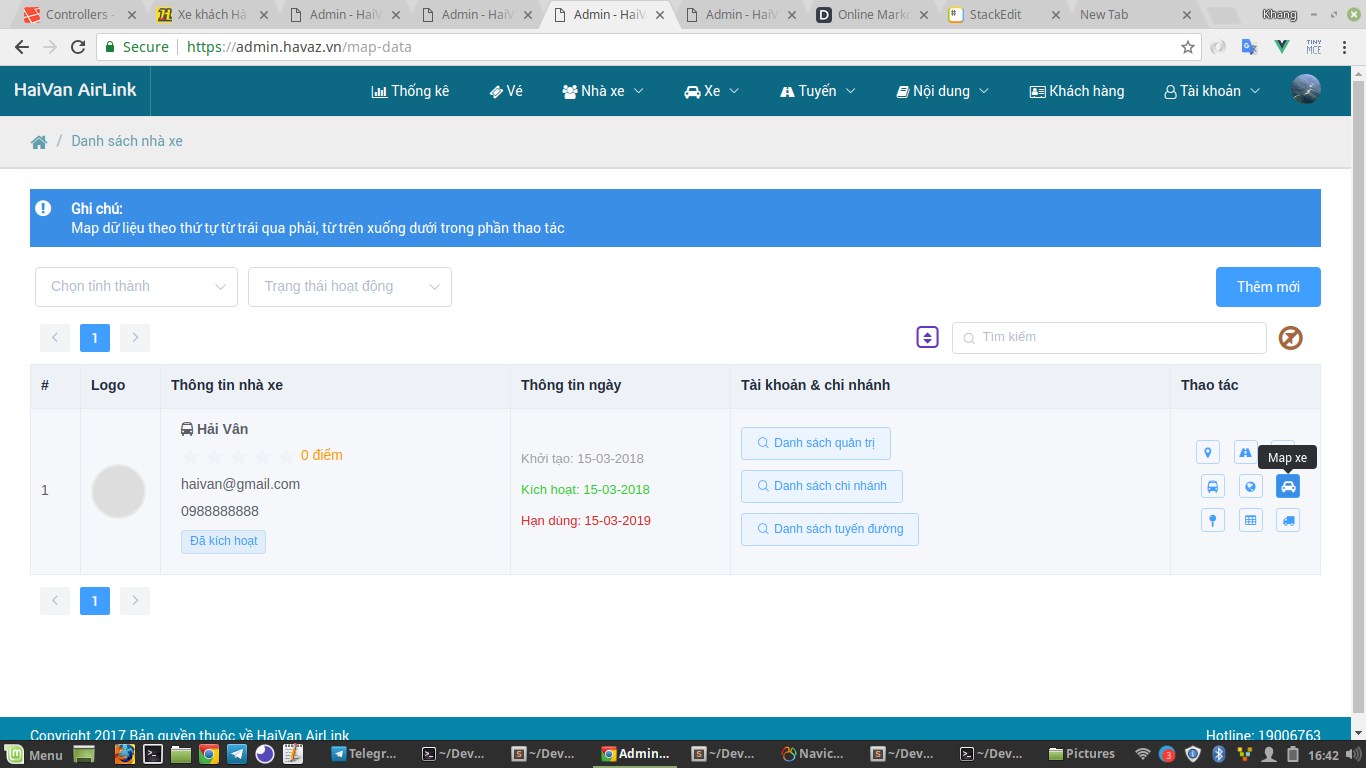 Controllers -
Xe khách Hà
Admin - HaiV
Admin - HaiV
Admin - HaiV
Admin - HaiV
Online Mark
StackEdit
New Tab
Khang
Secure
https://admin.havaz.vn/map-data
TINY
MCE
HaiVan AirLink
Thống kê
Vé
Nhà xe
Xe
Tuyến
Nội dung
Khách hàng
Tài khoản
/ Danh sách nhà xe
Ghi chú:
Map dữ liệu theo thứ tự từ trái qua phải, từ trên xuống dưới trong phần thao tác
Chọn tỉnh thành
Trạng thái hoạt động
Thêm mới
1
Tìm kiếm
# Logo Thông tin nhà xe Thông tin ngày Tài khoản & chi nhánh Thao tác
1
Hải Vân
0 điểm
haivan@gmail.com
0988888888
Đã kích hoạt
Khởi tạo: 15-03-2018
Kích hoạt: 15-03-2018
Hạn dùng: 15-03-2019
Danh sách quản trị
Danh sách chi nhánh
Danh sách tuyến đường
Map xe
1
Copyright 2017 Bản quyền thuộc về HaiVan AirLink
Hotline: 19006763
Menu
Telegr...
~/Dev...
~/Dev...
Admin...
~/Dev...
Navic...
~/Dev...
~/Dev...
Pictures
3
16:42